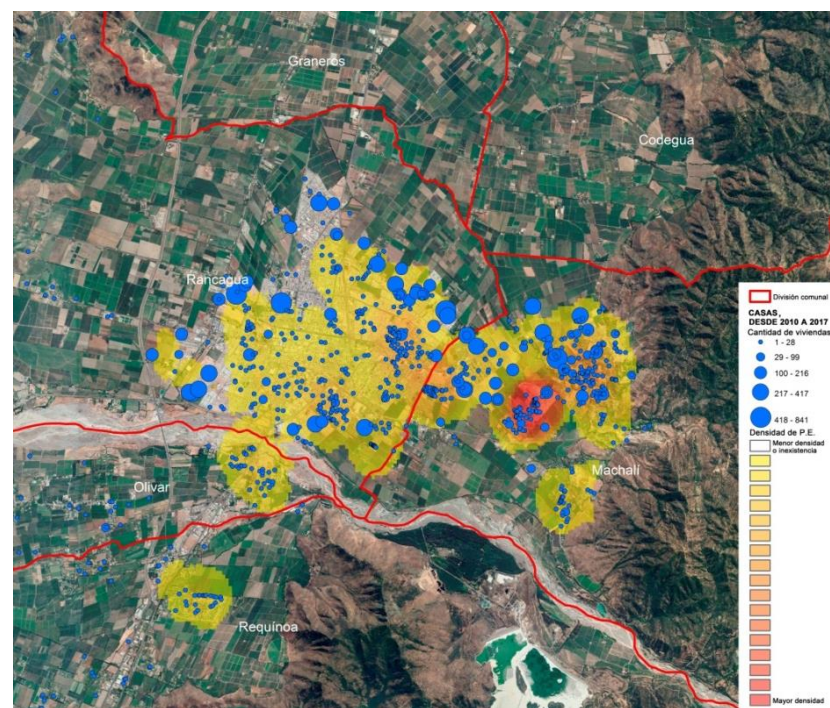 Graneros
Codegua
Rancagua
Olivar
Machalí
Requínoa
División comunal
CASAS,
DESDE 2010 A 2017
Cantidad de viviendas
1 - 28
29 - 99
100 - 216
217 - 417
418 - 841
Densidad de P.E.
Menor densidad
o inexistencia
Mayor densidad